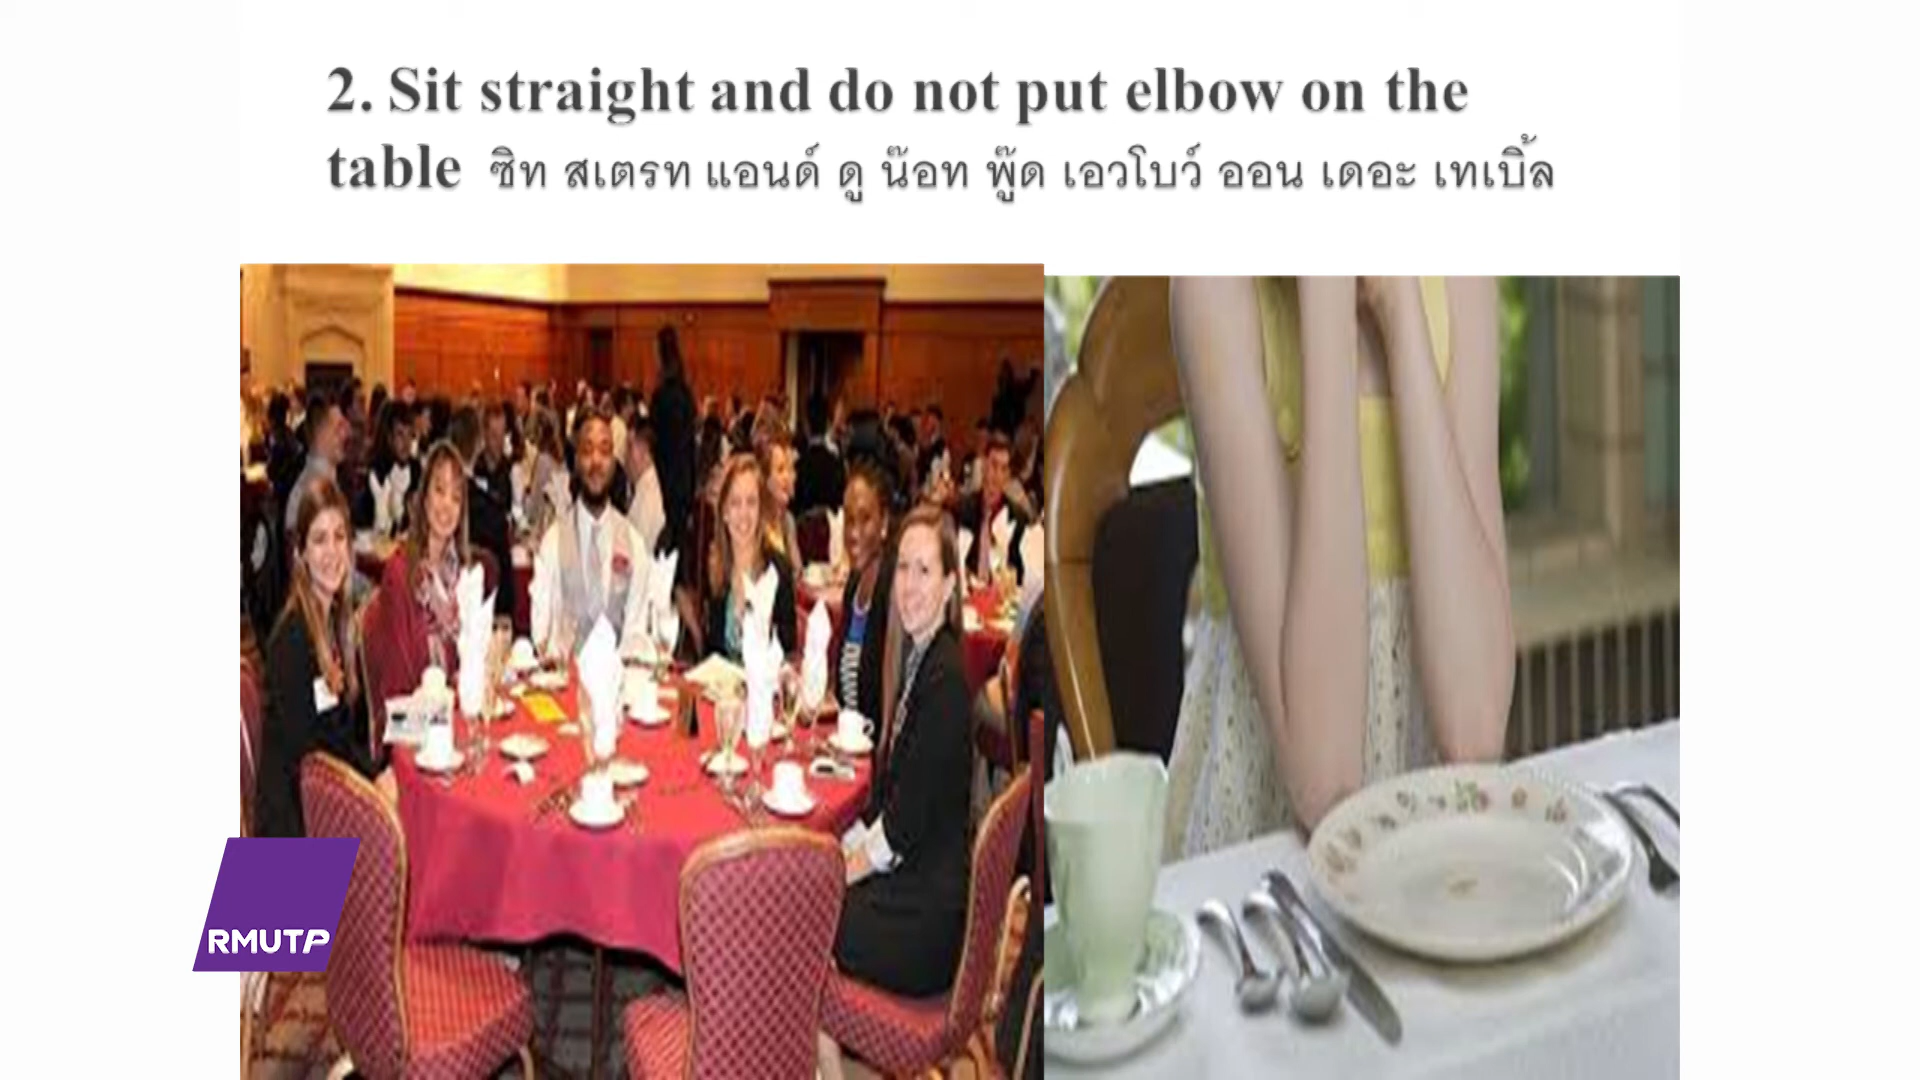 2. Sit straight and do not put elbow on the
table ซิท สเตรท แอนด์ ดู น๊อท พู๊ด เอวโบว์ ออน เดอะ เทเบิ้ล
RMUTP